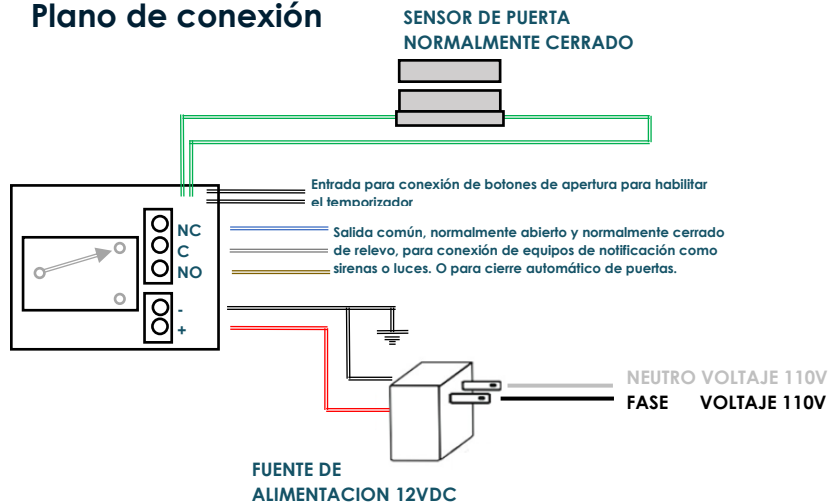 Plano de conexión
SENSOR DE PUERTA
NORMALMENTE CERRADO
Entrada para conexión de botones de apertura para habilitar
el temporizador
NC
C
NO
Salida común, normalmente abierto y normalmente cerrado
de relevo, para conexión de equipos de notificación como
sirenas o luces. O para cierre automático de puertas.
-
+
NEUTRO VOLTAJE 110V
FASE VOLTAJE 110V
FUENTE DE
ALIMENTACION 12VDC